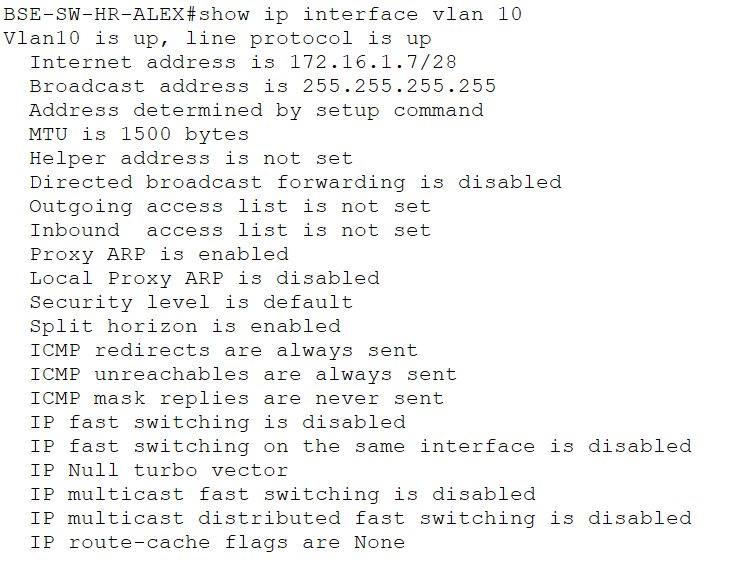 BSE-SW-HR-ALEX#show ip interface vlan 10
Vlan10 is up, line protocol is up
  Internet address is 172.16.1.7/28
  Broadcast address is 255.255.255.255
  Address determined by setup command
  MTU is 1500 bytes
  Helper address is not set
  Directed broadcast forwarding is disabled
  Outgoing access list is not set
  Inbound  access list is not set
  Proxy ARP is enabled
  Local Proxy ARP is disabled
  Security level is default
  Split horizon is enabled
  ICMP redirects are always sent
  ICMP unreachables are always sent
  ICMP mask replies are never sent
  IP fast switching is disabled
  IP fast switching on the same interface is disabled
  IP Null turbo vector
  IP multicast fast switching is disabled
  IP multicast distributed fast switching is disabled
  IP route-cache flags are None